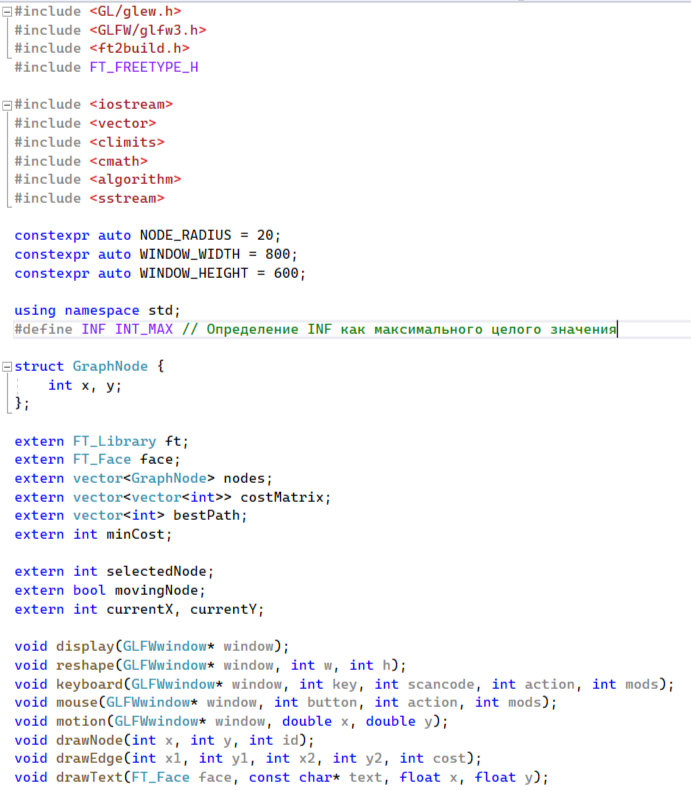 #include <GL/glew.h>
#include <GLFW/glfw3.h>
#include <ft2build.h>
#include FT_FREETYPE_H
#include <iostream>
#include <vector>
#include <climits>
#include <cmath>
#include <algorithm>
#include <sstream>
constexpr auto NODE_RADIUS = 20;
constexpr auto WINDOW_WIDTH = 800;
constexpr auto WINDOW_HEIGHT = 600;
using namespace std;
#define INF INT_MAX // Определение INF как максимального целого значения
struct GraphNode {
    int x, y;
};
extern FT_Library ft;
extern FT_Face face;
extern vector<GraphNode> nodes;
extern vector<vector<int>> costMatrix;
extern vector<int> bestPath;
extern int minCost;
extern int selectedNode;
extern bool movingNode;
extern int currentX, currentY;
void display(GLFWwindow* window);
void reshape(GLFWwindow* window, int w, int h);
void keyboard(GLFWwindow* window, int key, int scancode, int action, int mods);
void mouse(GLFWwindow* window, int button, int action, int mods);
void motion(GLFWwindow* window, double x, double y);
void drawNode(int x, int y, int id);
void drawEdge(int x1, int y1, int x2, int y2, int cost);
void drawText(FT_Face face, const char* text, float x, float y);